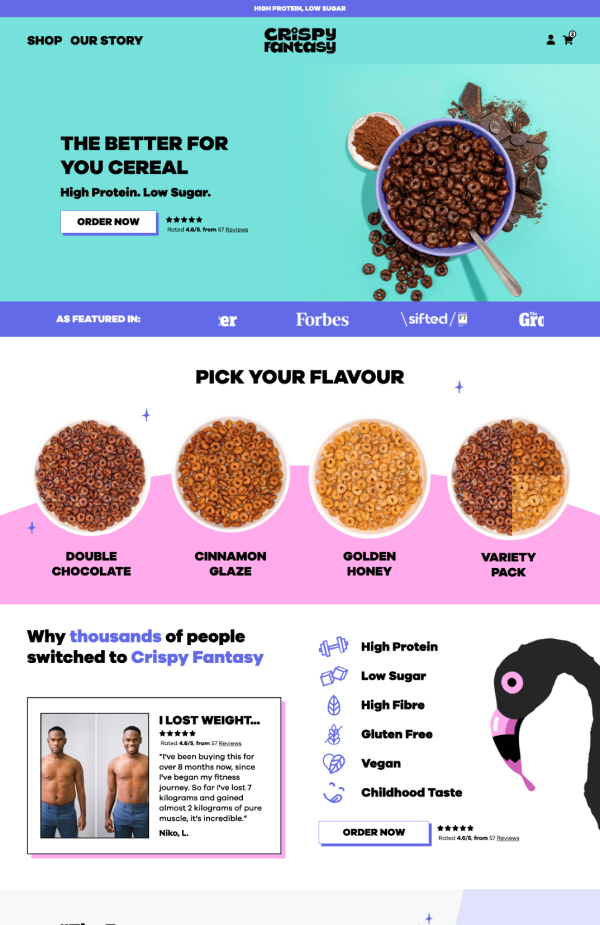 HIGH PROTEIN, LOW SUGAR
SHOP OUR STORY
CRiSPY
FanTaSY
THE BETTER FOR
YOU CEREAL
High Protein. Low Sugar.
ORDER NOW
Rated 4.6/5, from 57 Reviews
AS FEATURED IN:
er
Forbes
\sifted/
The
Gro
PICK YOUR FLAVOUR
DOUBLE
CHOCOLATE
CINNAMON
GLAZE
GOLDEN
HONEY
VARIETY
PACK
Why thousands of people
switched to Crispy Fantasy
I LOST WEIGHT...
Rated 4.6/5, from 57 Reviews
"I've been buying this for
over 8 months now, since
I've began my fitness
journey. So far I've lost 7
kilograms and gained
almost 2 kilograms of pure
muscle, it's incredible."
Niko, L.
High Protein
Low Sugar
High Fibre
Gluten Free
Vegan
Childhood Taste
ORDER NOW
Rated 4.6/5, from 57 Reviews